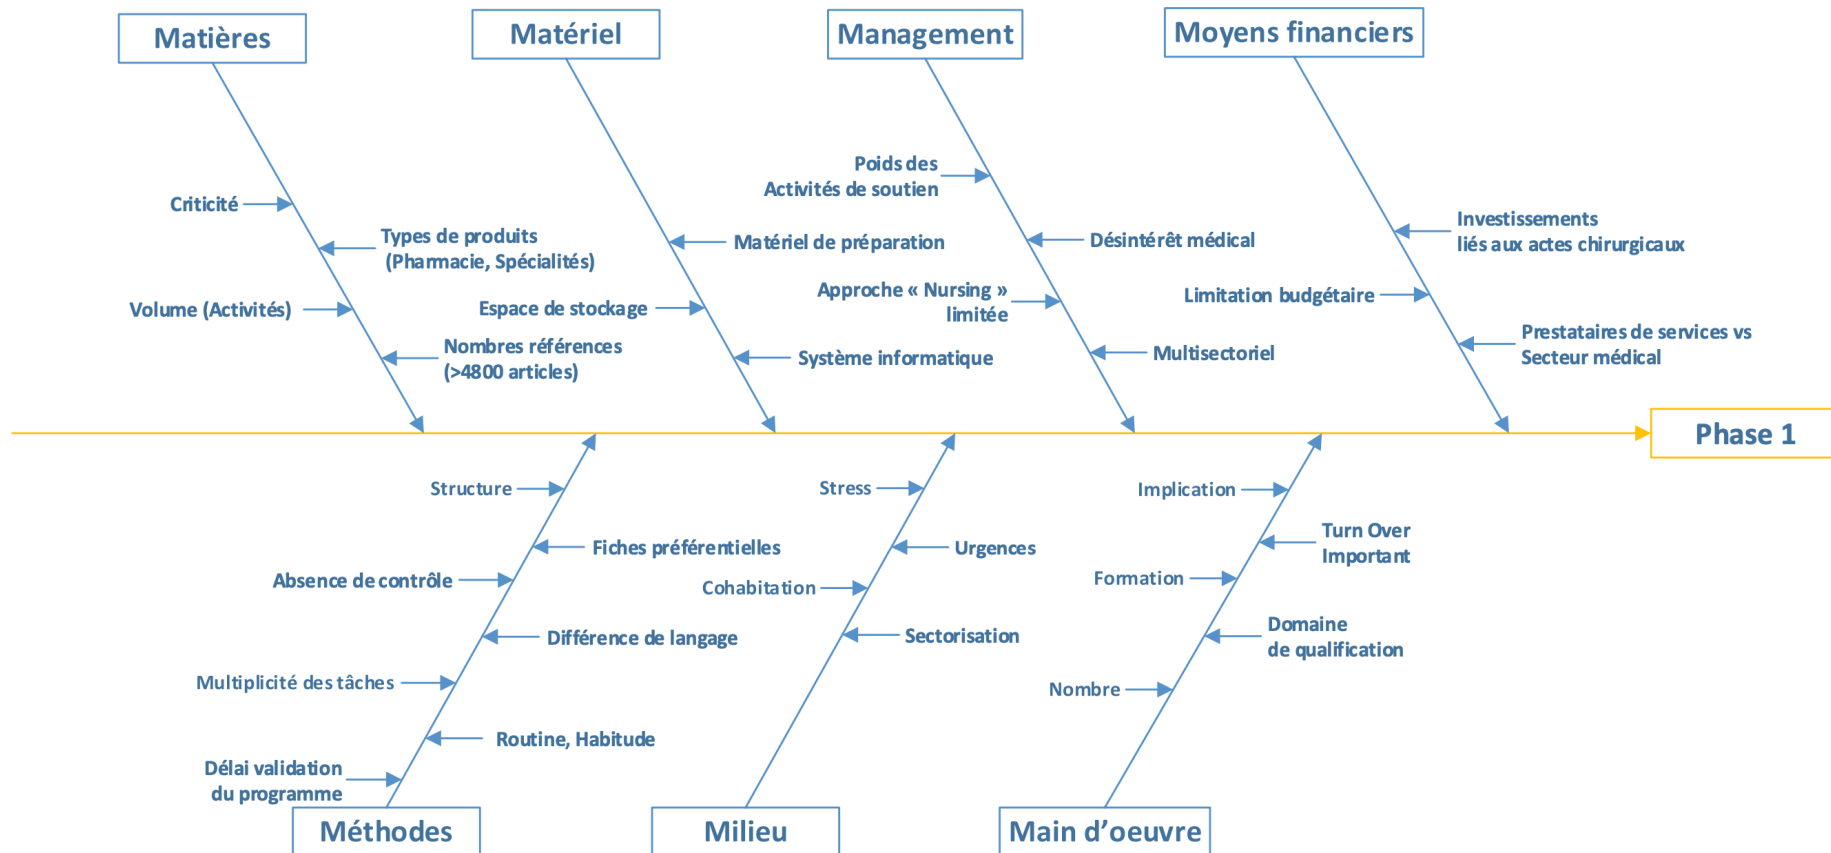 Matières
Matériel
Management
Moyens financiers
Criticité
Types de produits
(Pharmacie, Spécialités)
Volume (Activités)
Nombres références
(>4800 articles)
Matériel de préparation
Espace de stockage
Système informatique
Poids des
Activités de soutien
Désintérêt médical
Approche « Nursing »
limitée
Multisectoriel
Investissements
liés aux actes chirurgicaux
Limitation budgétaire
Prestataires de services vs
Secteur médical
Phase 1
Structure
Fiches préférentielles
Absence de contrôle
Différence de langage
Multiplicité des tâches
Routine, Habitude
Délai validation
du programme
Stress
Urgences
Cohabitation
Sectorisation
Implication
Turn Over
Important
Formation
Domaine
de qualification
Nombre
Méthodes
Milieu
Main d’oeuvre